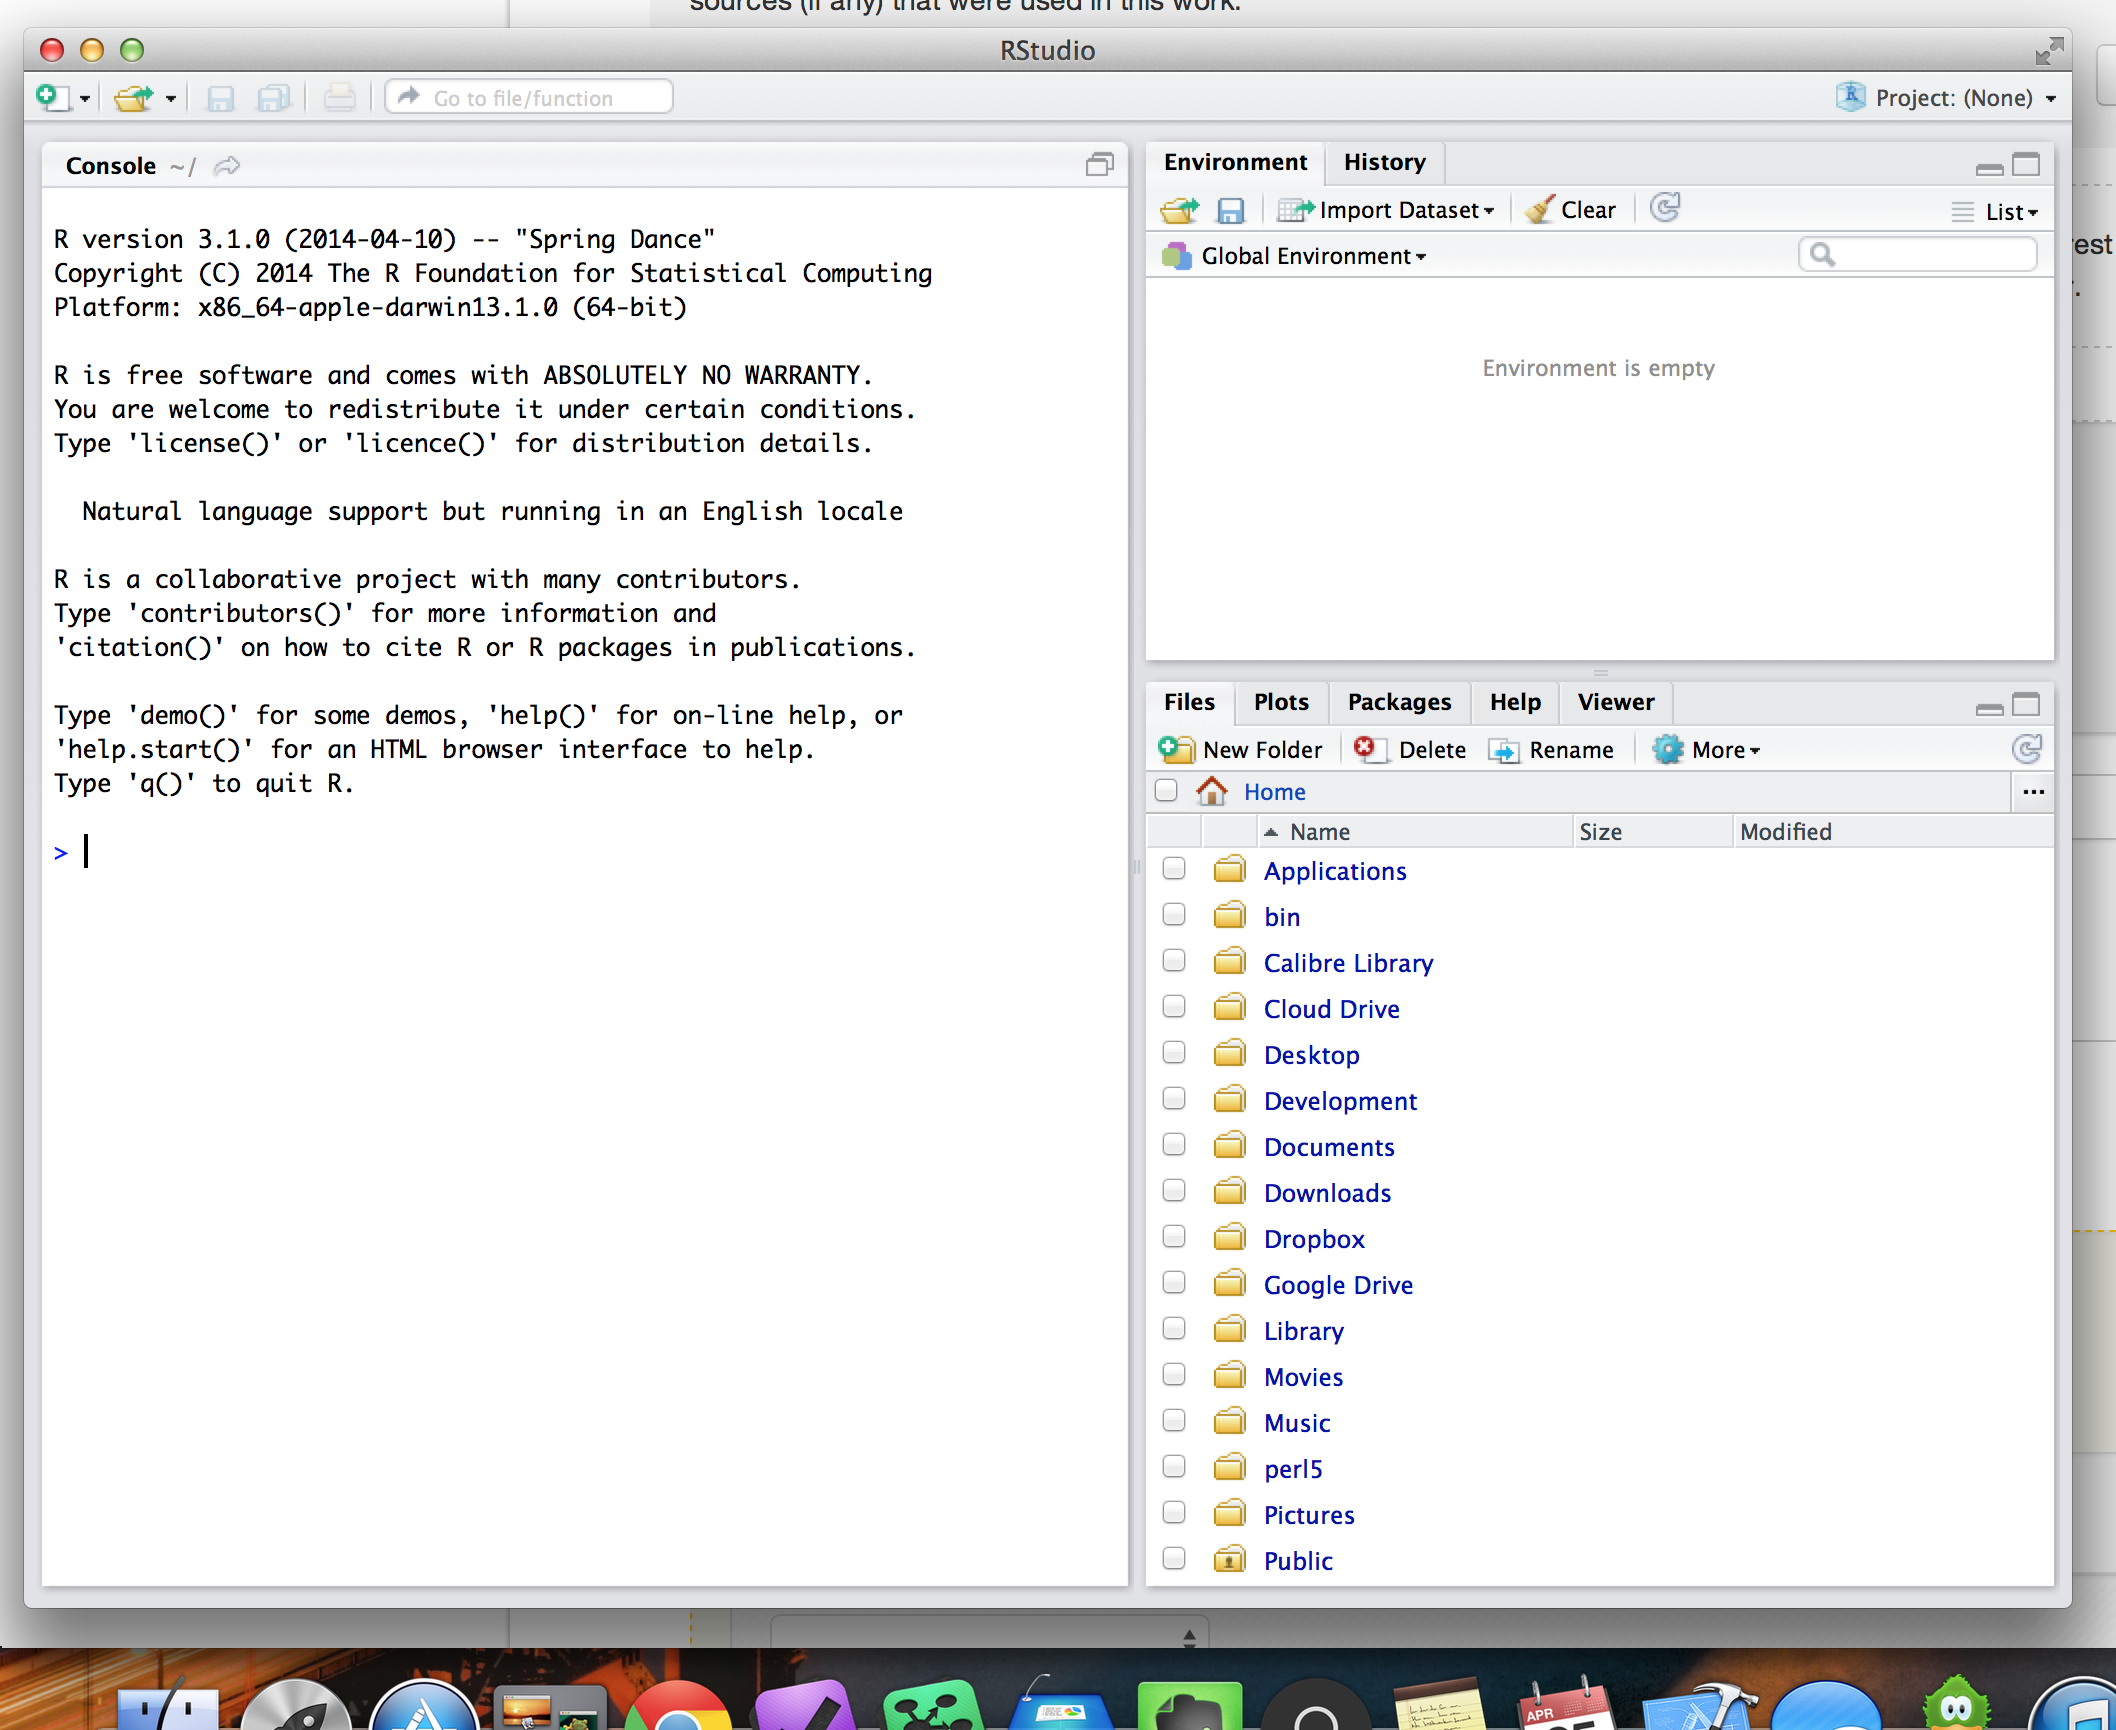 sources (if any) that were used in this work.
RStudio
Go to file/function
Project: (None)
Console ~/
R version 3.1.0 (2014-04-10) -- "Spring Dance"
Copyright (C) 2014 The R Foundation for Statistical Computing
Platform: x86_64-apple-darwin13.1.0 (64-bit)
R is free software and comes with ABSOLUTELY NO WARRANTY.
You are welcome to redistribute it under certain conditions.
Type 'license()' or 'licence()' for distribution details.
Natural language support but running in an English locale
R is a collaborative project with many contributors.
Type 'contributors()' for more information and
'citation()' on how to cite R or R packages in publications.
Type 'demo()' for some demos, 'help()' for on-line help, or
'help.start()' for an HTML browser interface to help.
Type 'q()' to quit R.
>
Environment History
Import Dataset Clear List
Global Environment
Environment is empty
Files Plots Packages Help Viewer
New Folder Delete Rename More
Home ...
Name Size Modified
Applications
bin
Calibre Library
Cloud Drive
Desktop
Development
Documents
Downloads
Dropbox
Google Drive
Library
Movies
Music
perl5
Pictures
Public
rest
.
APR